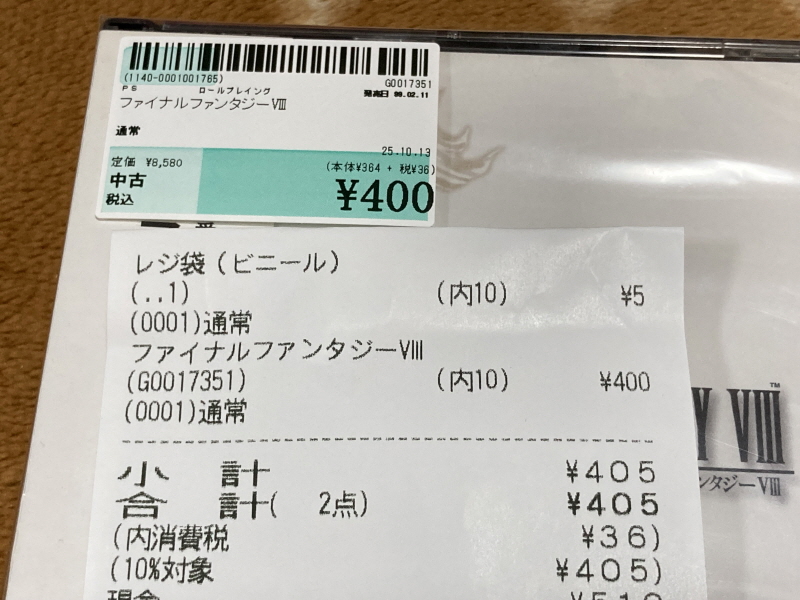 (1140-0001001765)
G0017351
PS ロールプレイング 発売日 99.02.11
ファイナルファンタジーVIII
通常
25.10.13
定価 ¥8,580 (本体¥364 + 税¥36)
中古
税込 ¥400
レジ袋(ビニール)
(..1) (内10) ¥5
(0001)通常
ファイナルファンタジーVIII
(G0017351) (内10) ¥400
(0001)通常
小 計 ¥405
合 計( 2点) ¥405
(内消費税 ¥36)
(10%対象 ¥405)
現金
Y VIII™
ンタジーVIII